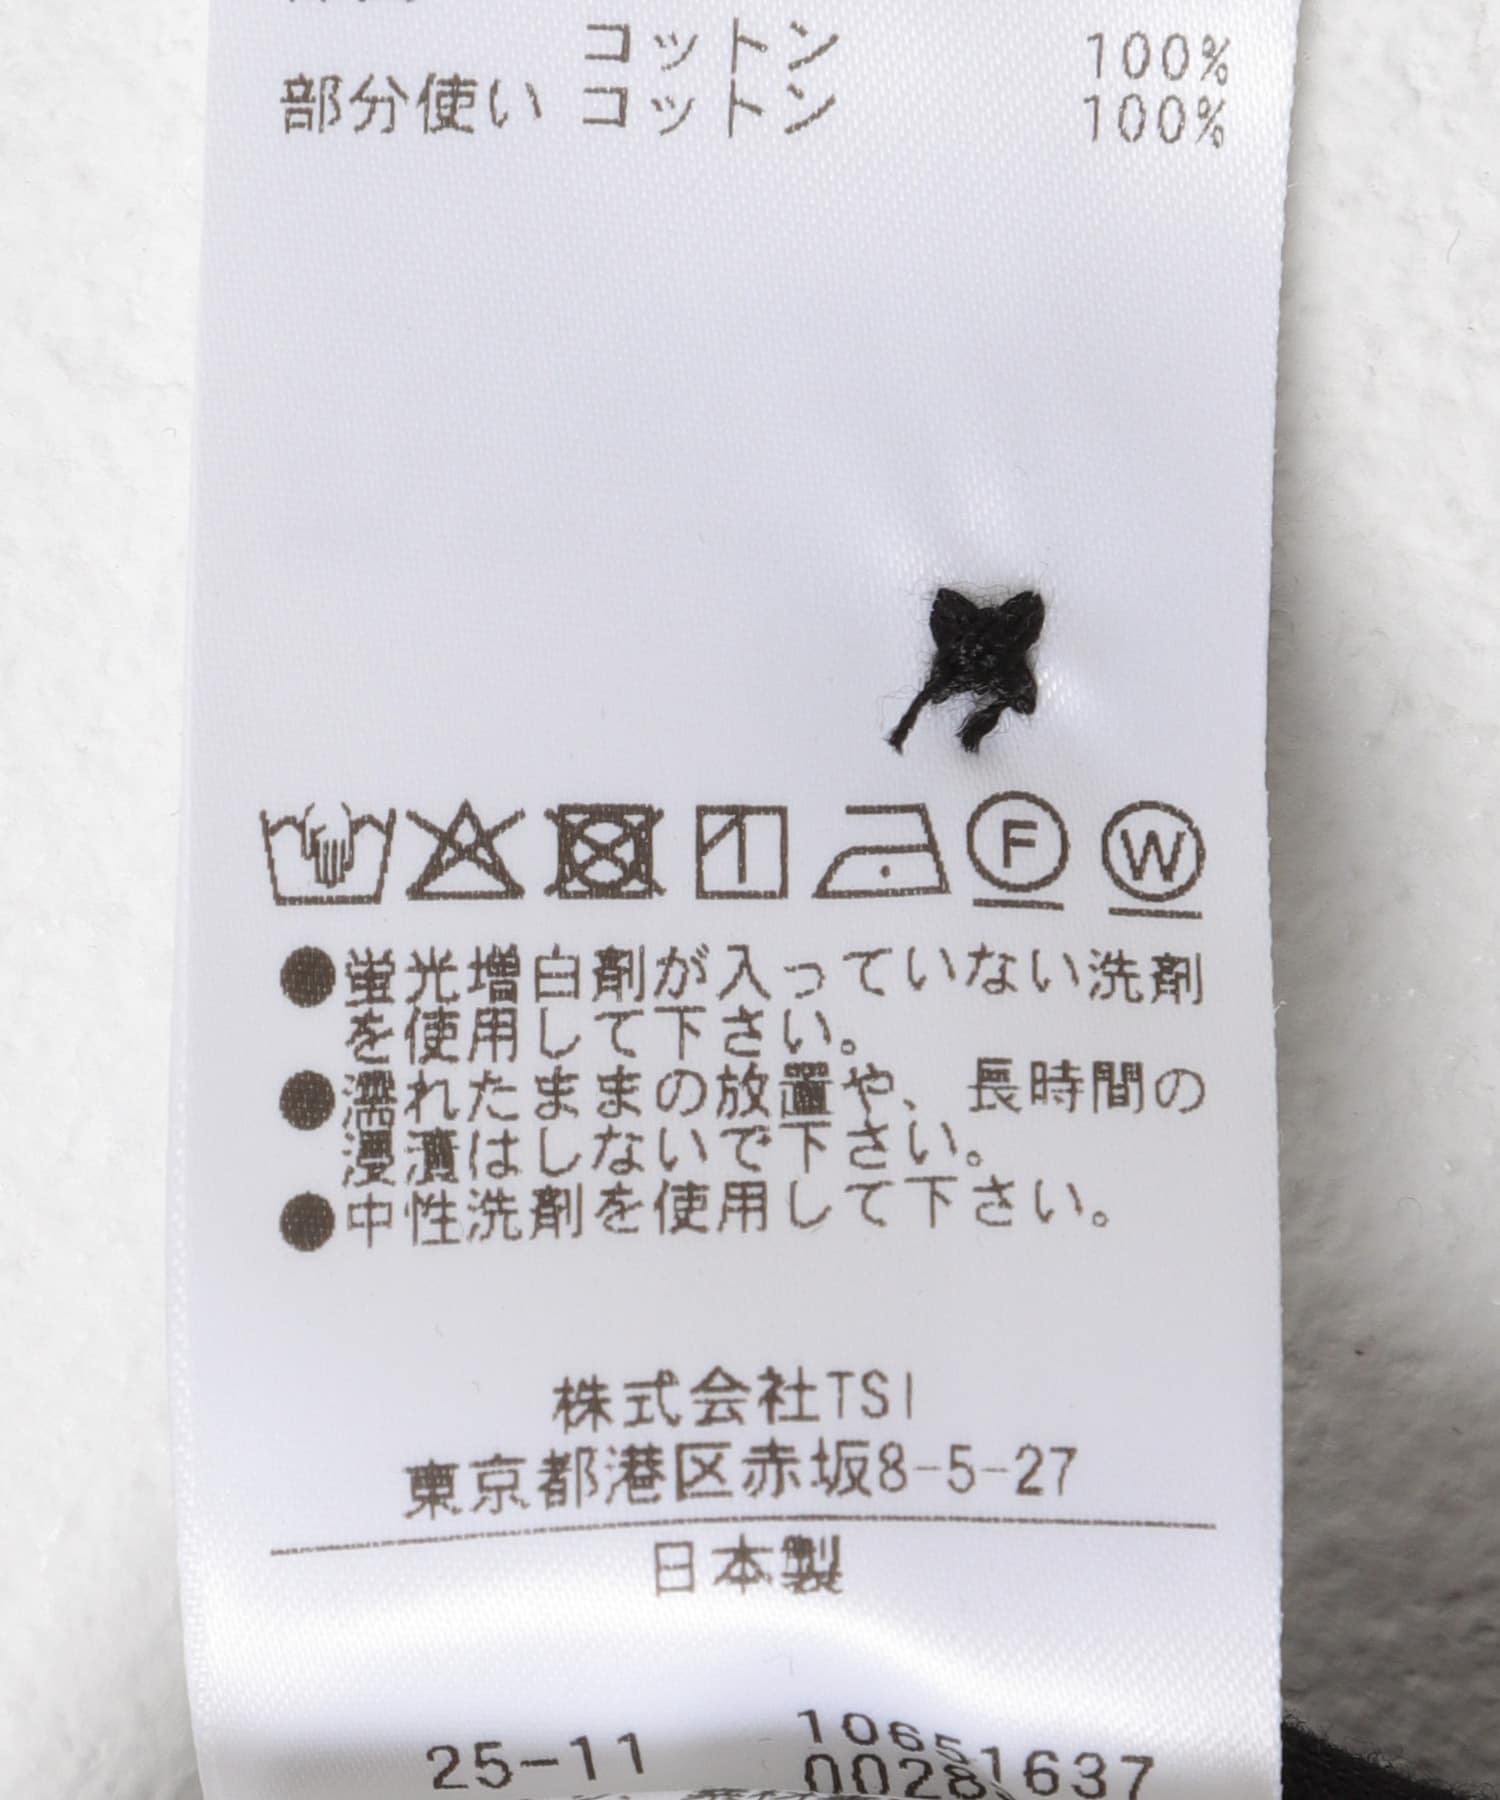 コットン 100%
部分使い コットン 100%
F W
●蛍光増白剤が入っていない洗剤
を使用して下さい。
●濡れたままの放置や、長時間の
浸漬はしないで下さい。
●中性洗剤を使用して下さい。
株式会社TSI
東京都港区赤坂8-5-27
日本製
25-11